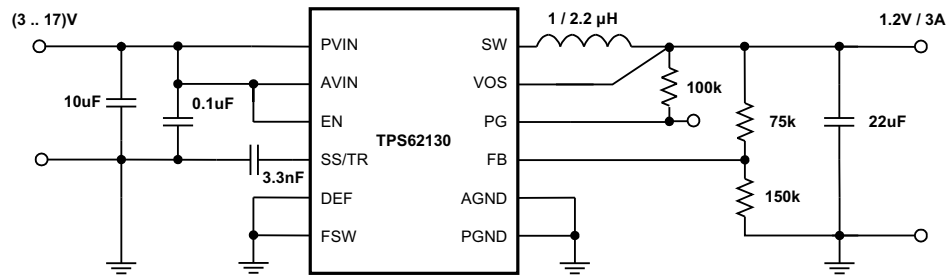 (3 .. 17)V
1 / 2.2 µH
1.2V / 3A
PVIN
SW
AVIN
VOS
10uF
0.1uF
100k
EN
PG
75k
22uF
TPS62130
SS/TR
FB
3.3nF
DEF
AGND
150k
FSW
PGND